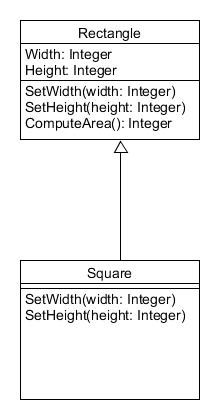 Rectangle
Width: Integer
Height: Integer
SetWidth(width: Integer)
SetHeight(height: Integer)
ComputeArea(): Integer
Square
SetWidth(width: Integer)
SetHeight(height: Integer)